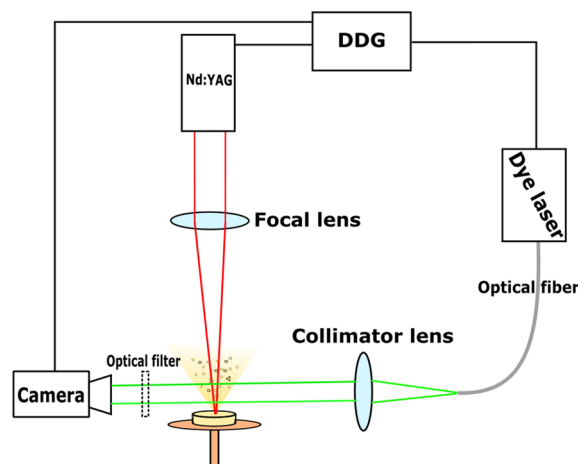 DDG
Nd:YAG
Dye laser
Focal lens
Optical fiber
Collimator lens
Optical filter
Camera